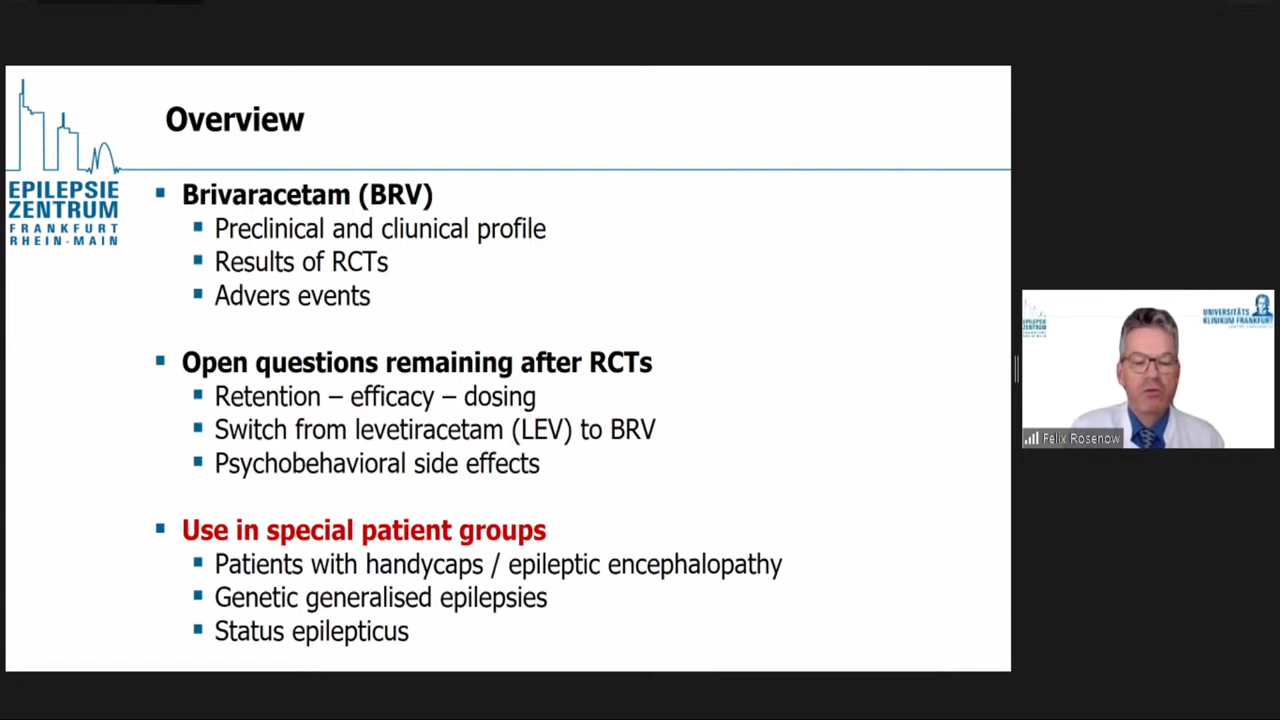 Overview
EPILEPSIE
ZENTRUM
FRANKFURT
RHEIN-MAIN
Brivaracetam (BRV)
Preclinical and cliunical profile
Results of RCTs
Advers events
Open questions remaining after RCTs
Retention – efficacy – dosing
Switch from levetiracetam (LEV) to BRV
Psychobehavioral side effects
Use in special patient groups
Patients with handycaps / epileptic encephalopathy
Genetic generalised epilepsies
Status epilepticus
UNIVERSITÄTS
KLINIKUM FRANKFURT
Felix Rosenow